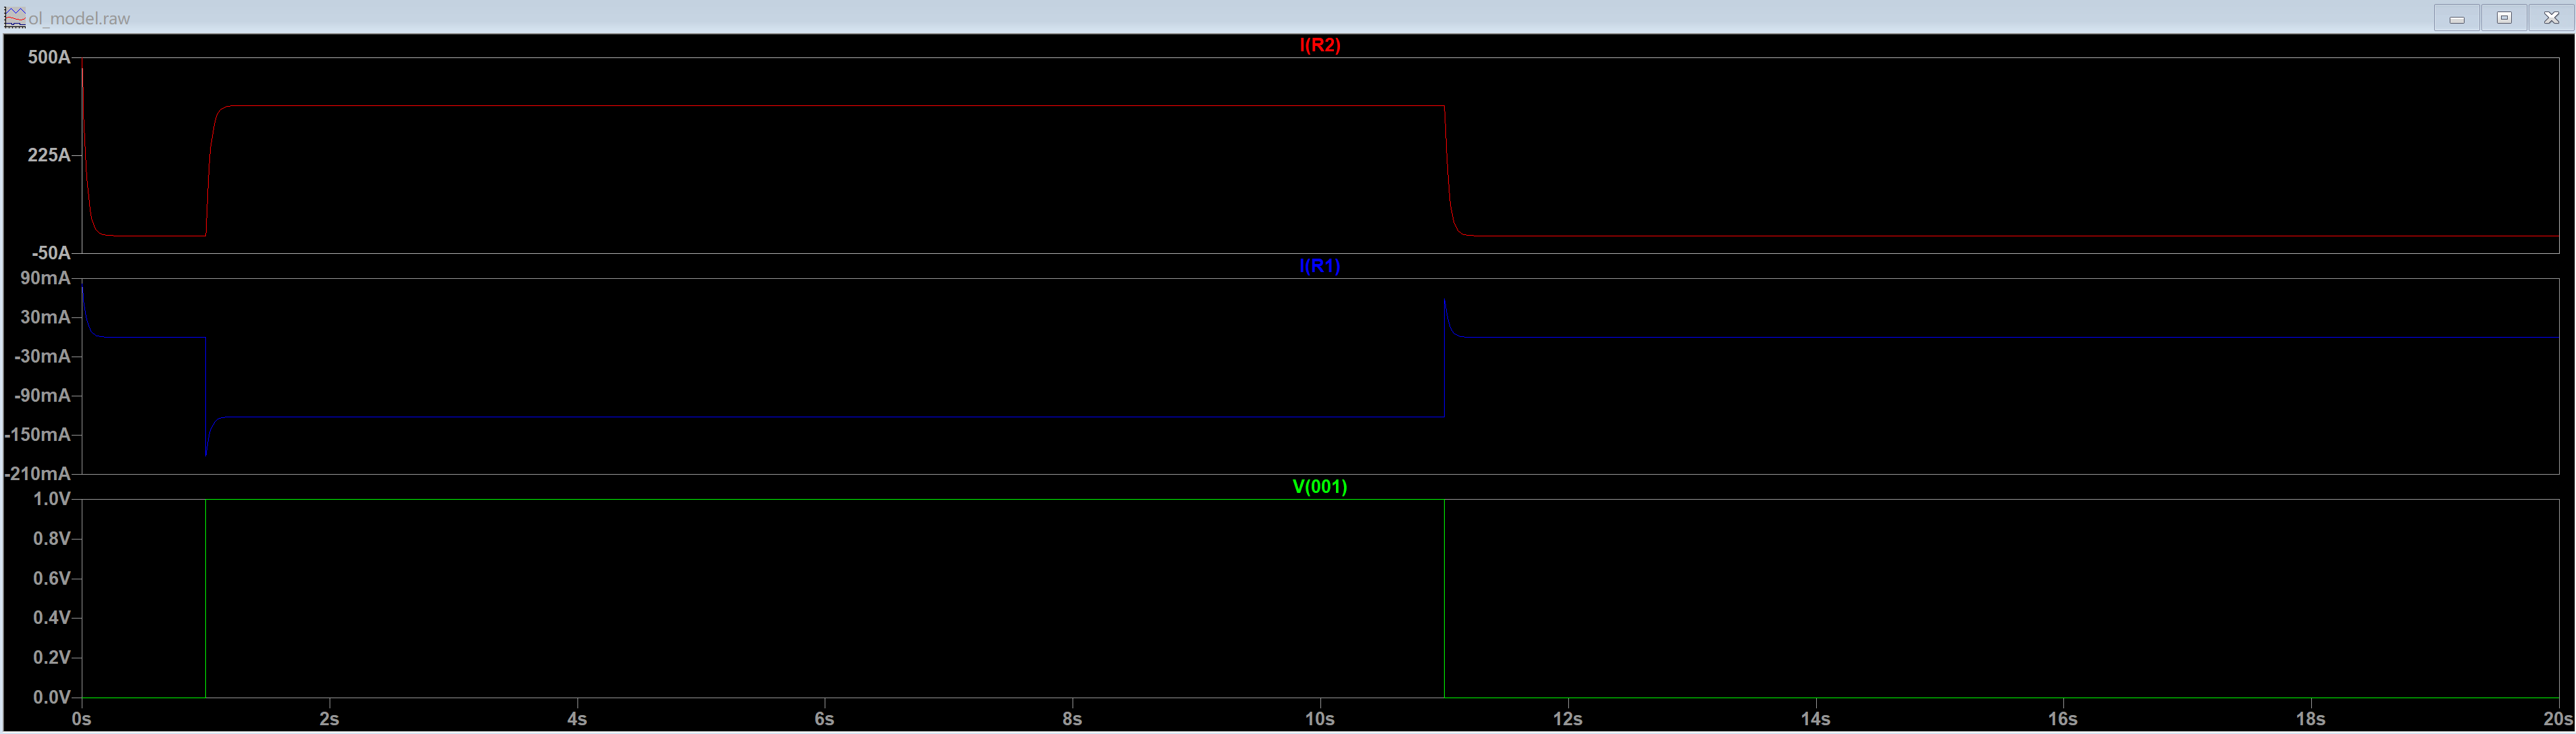 ol_model.raw
I(R2)
500A
225A
-50A
I(R1)
90mA
30mA
-30mA
-90mA
-150mA
-210mA
V(001)
1.0V
0.8V
0.6V
0.4V
0.2V
0.0V
0s 2s 4s 6s 8s 10s 12s 14s 16s 18s 20s